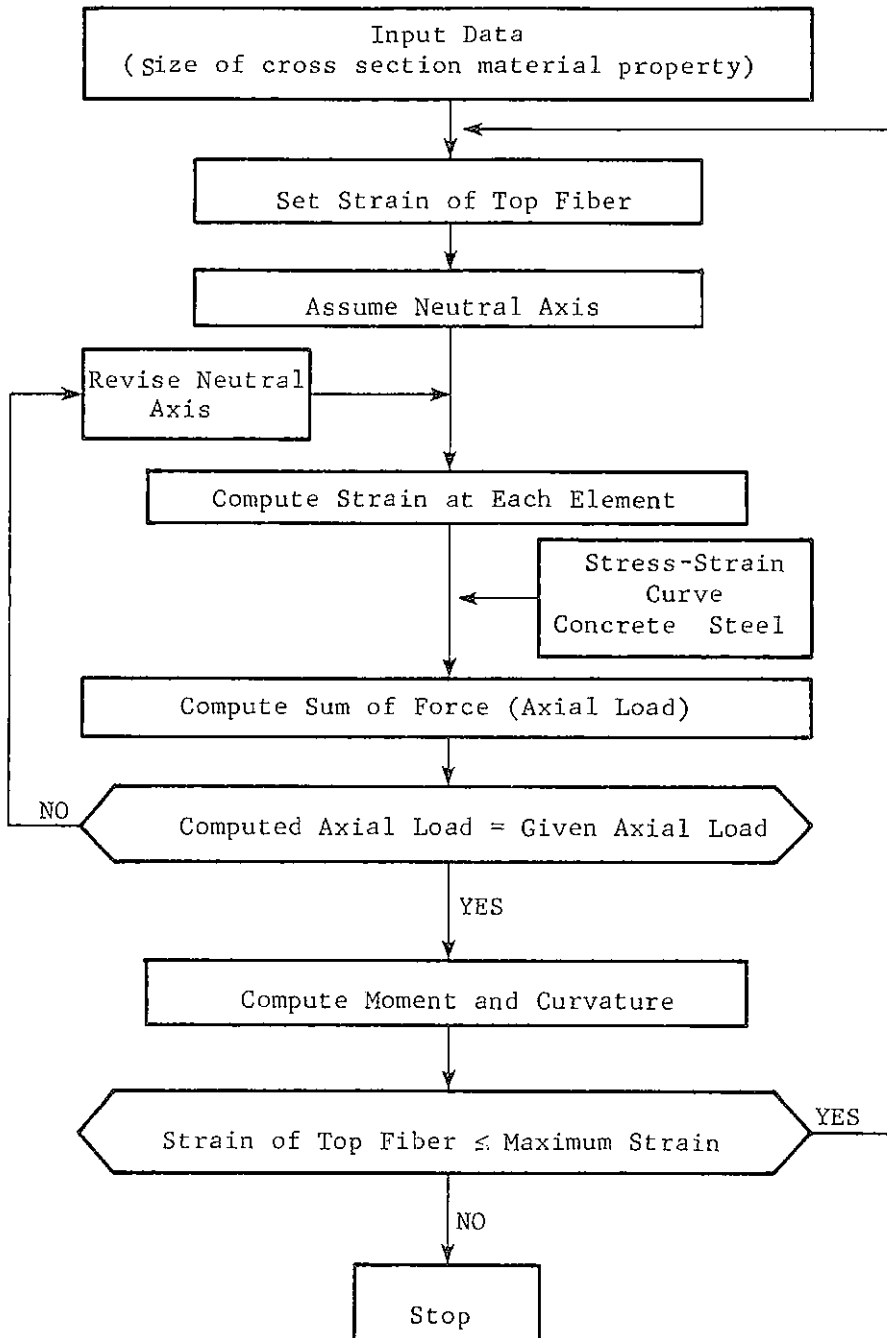 Input Data
(Size of cross section material property)
Set Strain of Top Fiber
Assume Neutral Axis
Revise Neutral
Axis
Compute Strain at Each Element
Stress-Strain
Curve
Concrete Steel
Compute Sum of Force (Axial Load)
NO
Computed Axial Load = Given Axial Load
YES
Compute Moment and Curvature
Strain of Top Fiber ≤ Maximum Strain
YES
NO
Stop